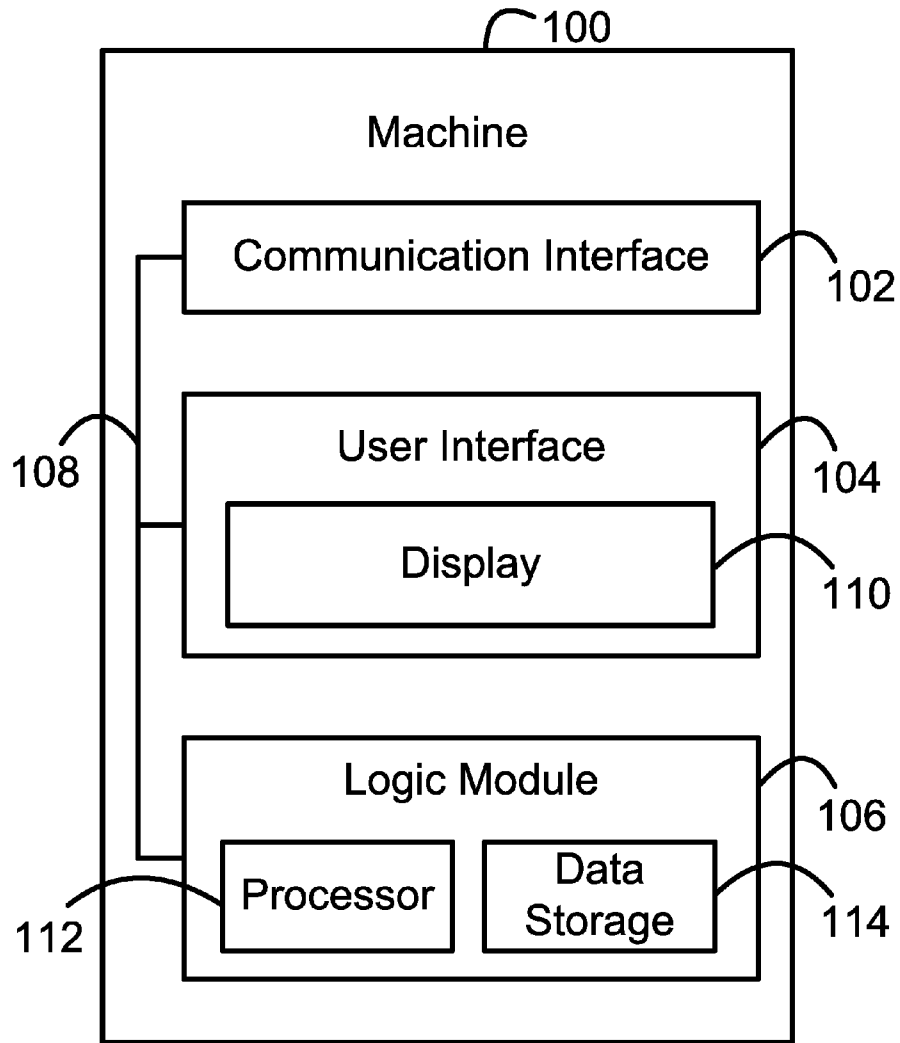 100
Machine
Communication Interface
102
User Interface
104
108
Display
110
Logic Module
106
Processor
Data
Storage
112
114